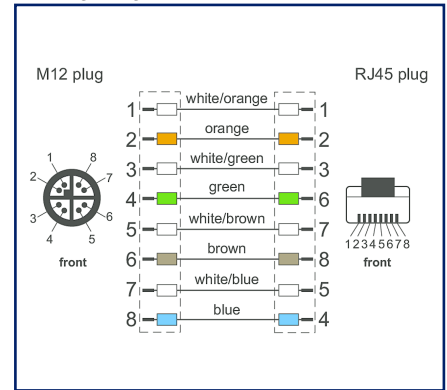 M12 plug RJ45 plug
1 white/orange 1
2 orange 2
3 white/green 3
4 green 6
5 white/brown 7
6 brown 8
7 white/blue 5
8 blue 4
1 8
2 7
3 6
4 5
front
12345678
front